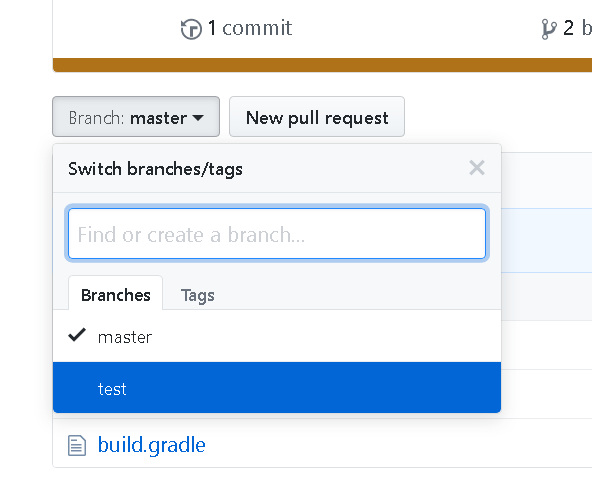 1 commit
2 b
Branch: master
New pull request
Switch branches/tags
Find or create a branch...
Branches
Tags
master
test
build.gradle